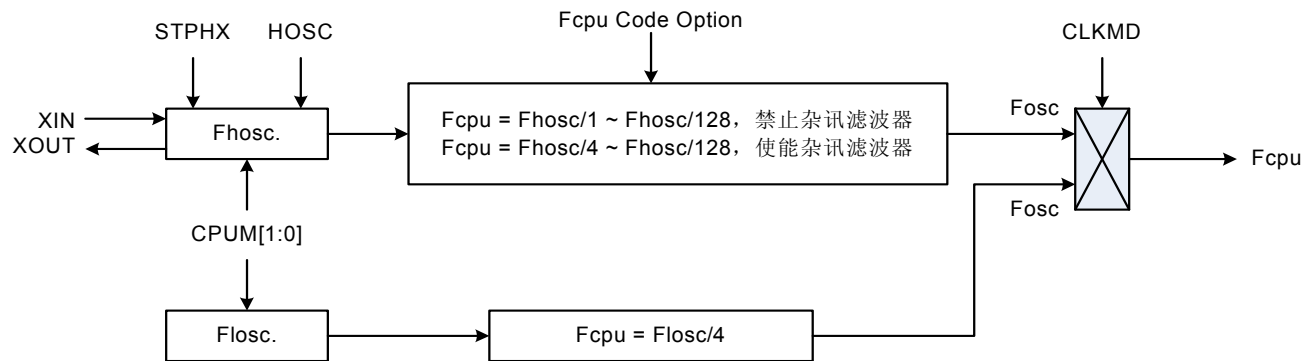 Fcpu Code Option
STPHX
HOSC
CLKMD
XIN
XOUT
Fhosc.
Fcpu = Fhosc/1 ~ Fhosc/128，禁止杂讯滤波器
Fcpu = Fhosc/4 ~ Fhosc/128，使能杂讯滤波器
Fosc
Fcpu
Fosc
CPUM[1:0]
Flosc.
Fcpu = Flosc/4